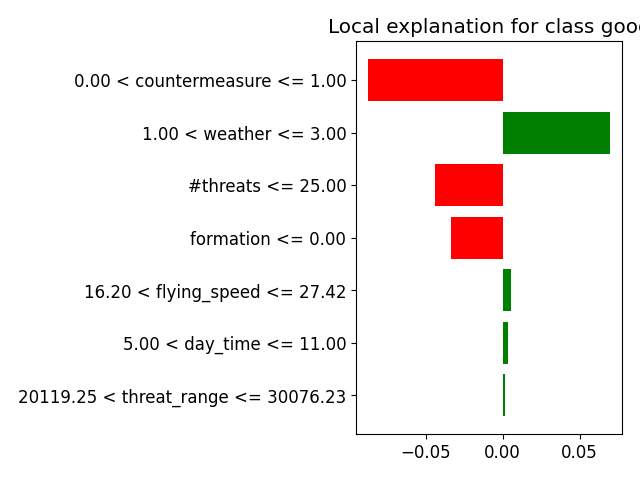 Local explanation for class goo
0.00 < countermeasure <= 1.00
1.00 < weather <= 3.00
#threats <= 25.00
formation <= 0.00
16.20 < flying_speed <= 27.42
5.00 < day_time <= 11.00
20119.25 < threat_range <= 30076.23
−0.05 0.00 0.05